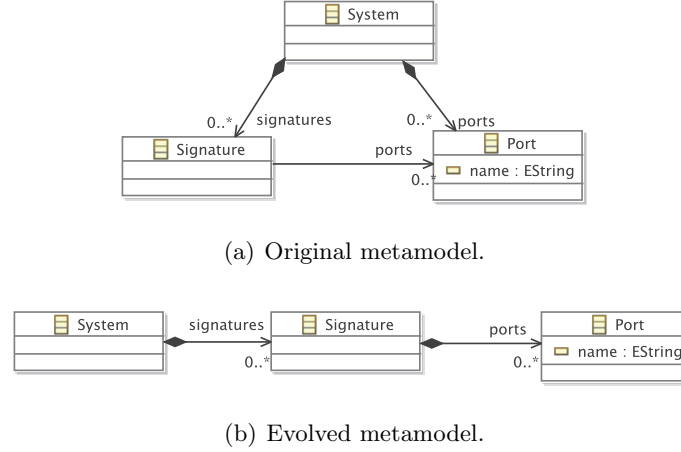 System
0..*
signatures
0..*
ports
Signature
ports
0..*
Port
name : EString
(a) Original metamodel.
System
signatures
0..*
Signature
ports
0..*
Port
name : EString
(b) Evolved metamodel.